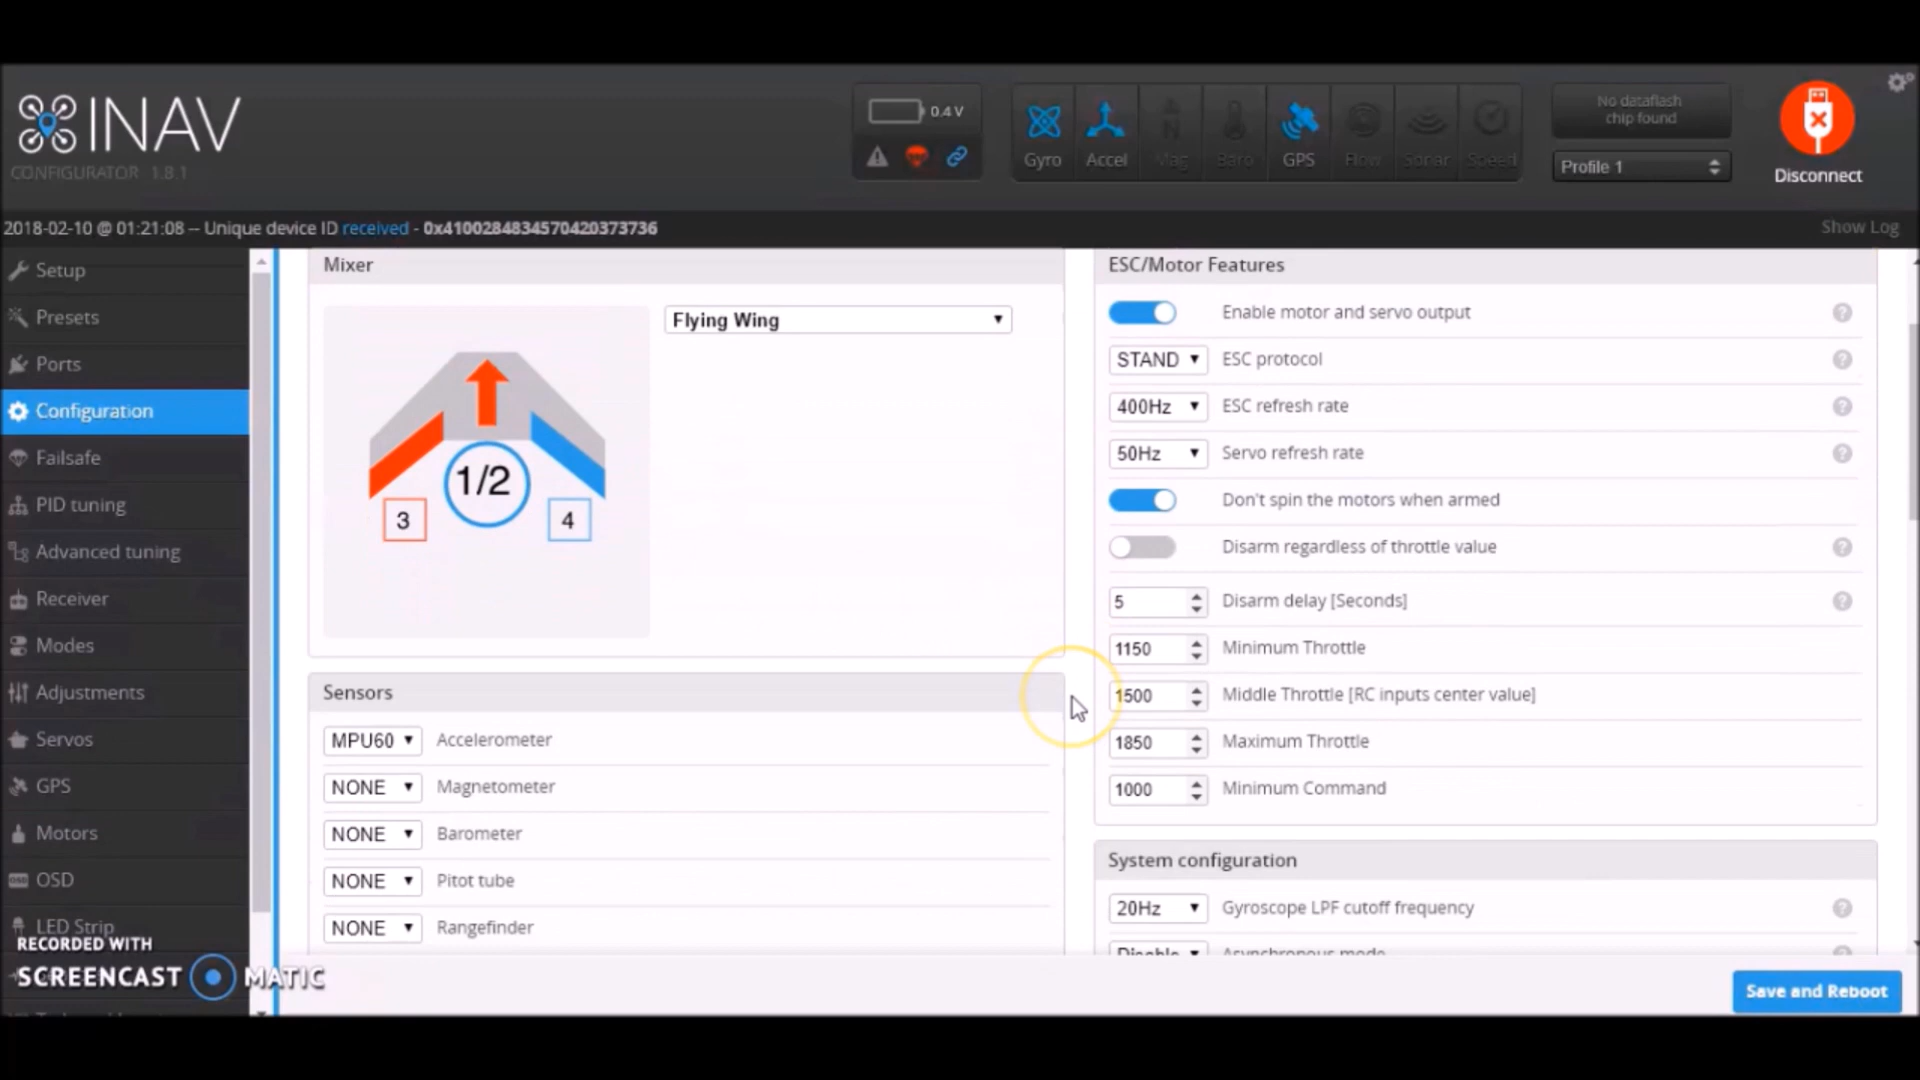 INAV
CONFIGURATOR 1.8.1
0.4 V
Gyro
Accel
Mag
Baro
GPS
Flow
Sonar
Speed
No dataflash
chip found
Profile 1
Disconnect
2018-02-10 @ 01:21:08 -- Unique device ID received - 0x4100284834570420373736
Show Log
Setup
Presets
Ports
Configuration
Failsafe
PID tuning
Advanced tuning
Receiver
Modes
Adjustments
Servos
GPS
Motors
OSD
LED Strip
Mixer
Flying Wing
1/2
3
4
Sensors
MPU60 Accelerometer
NONE Magnetometer
NONE Barometer
NONE Pitot tube
NONE Rangefinder
ESC/Motor Features
Enable motor and servo output
STAND ESC protocol
400Hz ESC refresh rate
50Hz Servo refresh rate
Don't spin the motors when armed
Disarm regardless of throttle value
5 Disarm delay [Seconds]
1150 Minimum Throttle
1500 Middle Throttle [RC inputs center value]
1850 Maximum Throttle
1000 Minimum Command
System configuration
20Hz Gyroscope LPF cutoff frequency
Disable Asynchronous mode
Save and Reboot
RECORDED WITH
SCREENCAST MATIC